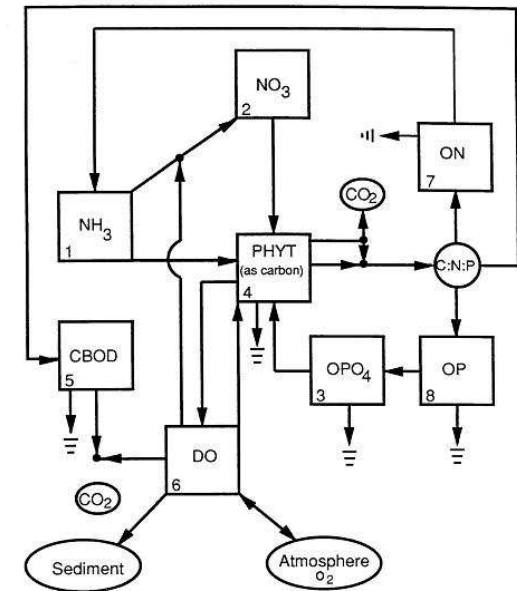 NO3
2
ON
7
CO2
NH3
1
PHYT
(as carbon)
4
C:N:P
CBOD
5
OPO4
3
OP
8
DO
6
CO2
Sediment
Atmosphere
O2